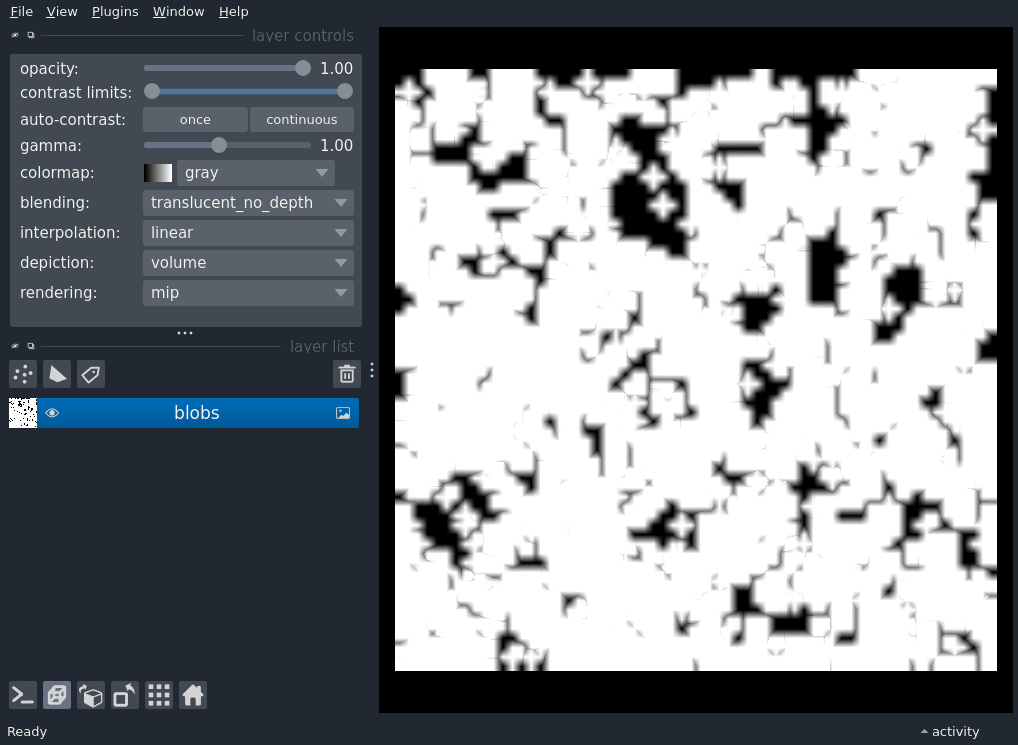 File View Plugins Window Help
layer controls
opacity: 1.00
contrast limits:
auto-contrast: once continuous
gamma: 1.00
colormap: gray
blending: translucent_no_depth
interpolation: linear
depiction: volume
rendering: mip
layer list
blobs
Ready activity